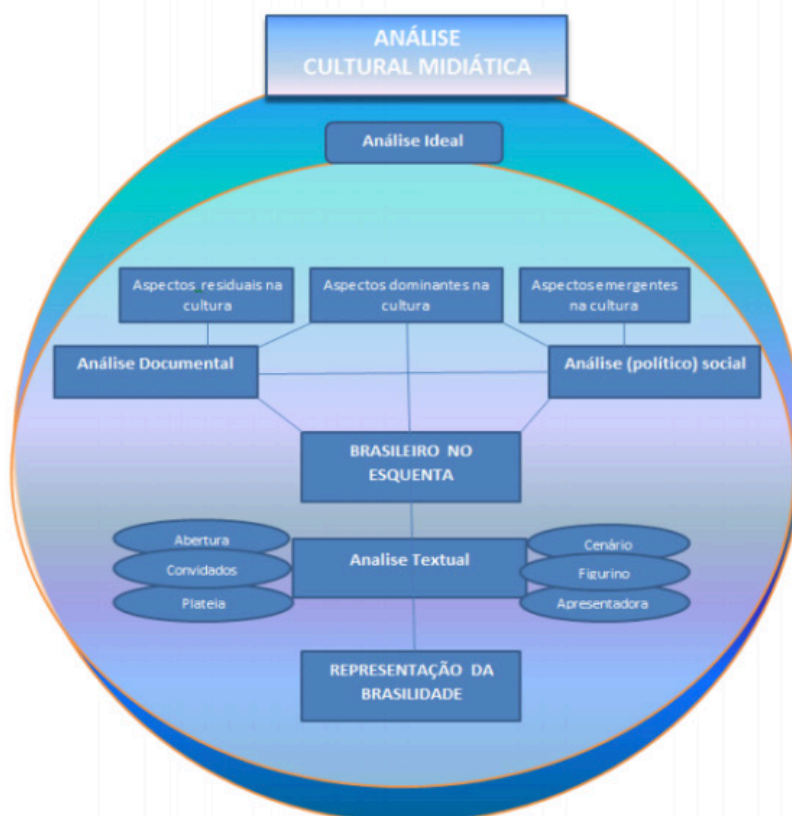 ANÁLISE
CULTURAL MIDIÁTICA
Análise Ideal
Aspectos residuais na
cultura
Aspectos dominantes na
cultura
Aspectos emergentes
na cultura
Análise Documental
Análise (político) social
BRASILEIRO NO
ESQUENTA
Abertura
Convidados
Plateia
Analise Textual
Cenário
Figurino
Apresentadora
REPRESENTAÇÃO DA
BRASILIDADE